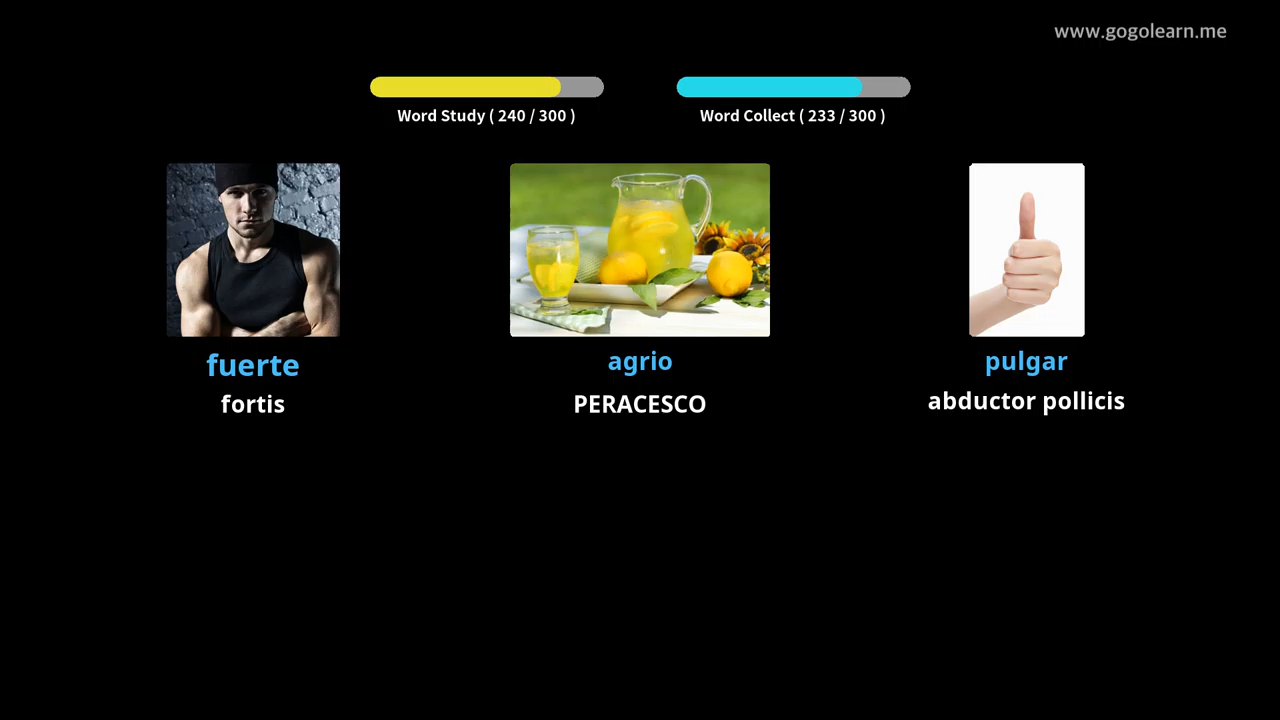 www.gogolearn.me
Word Study ( 240 / 300 )
Word Collect ( 233 / 300 )
fuerte
fortis
agrio
PERACESCO
pulgar
abductor pollicis